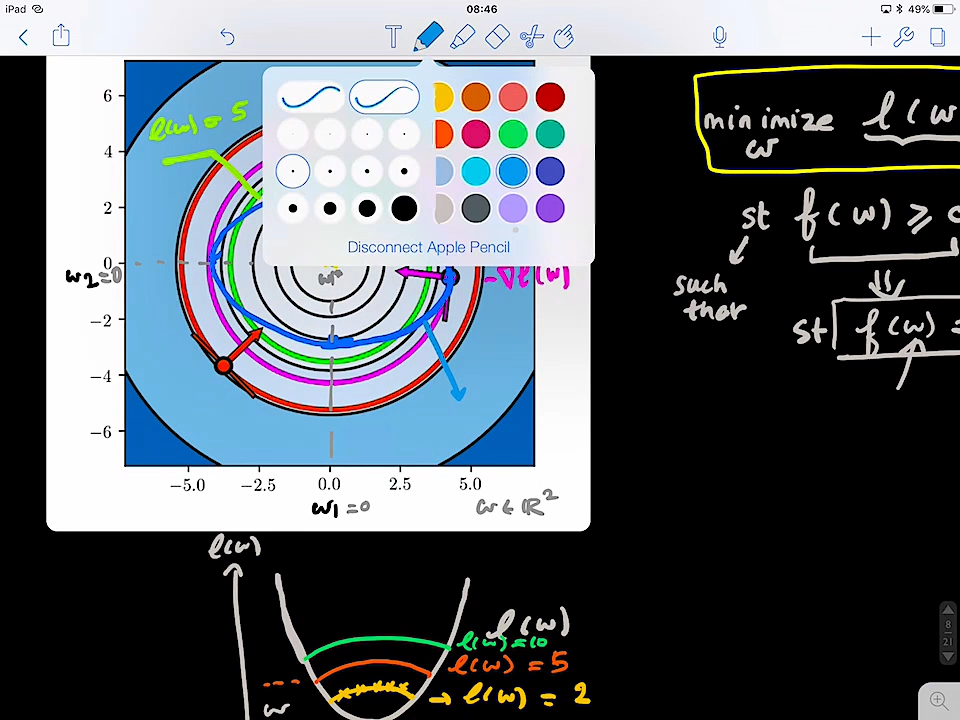 iPad 08:46 49%
T
Disconnect Apple Pencil
l(w) = 5
6
4
2
0
−2
−4
−6
w2=0
w*
-∇l(w)
−5.0 −2.5 0.0 2.5 5.0
w1=0 w ∈ ℝ²
minimize l(w
w
st f(w) ≥ 0
such
that
st f(w) =
l(w)
l(w)
l(w)=10
l(w) = 5
→ l(w) = 2
w
8
21